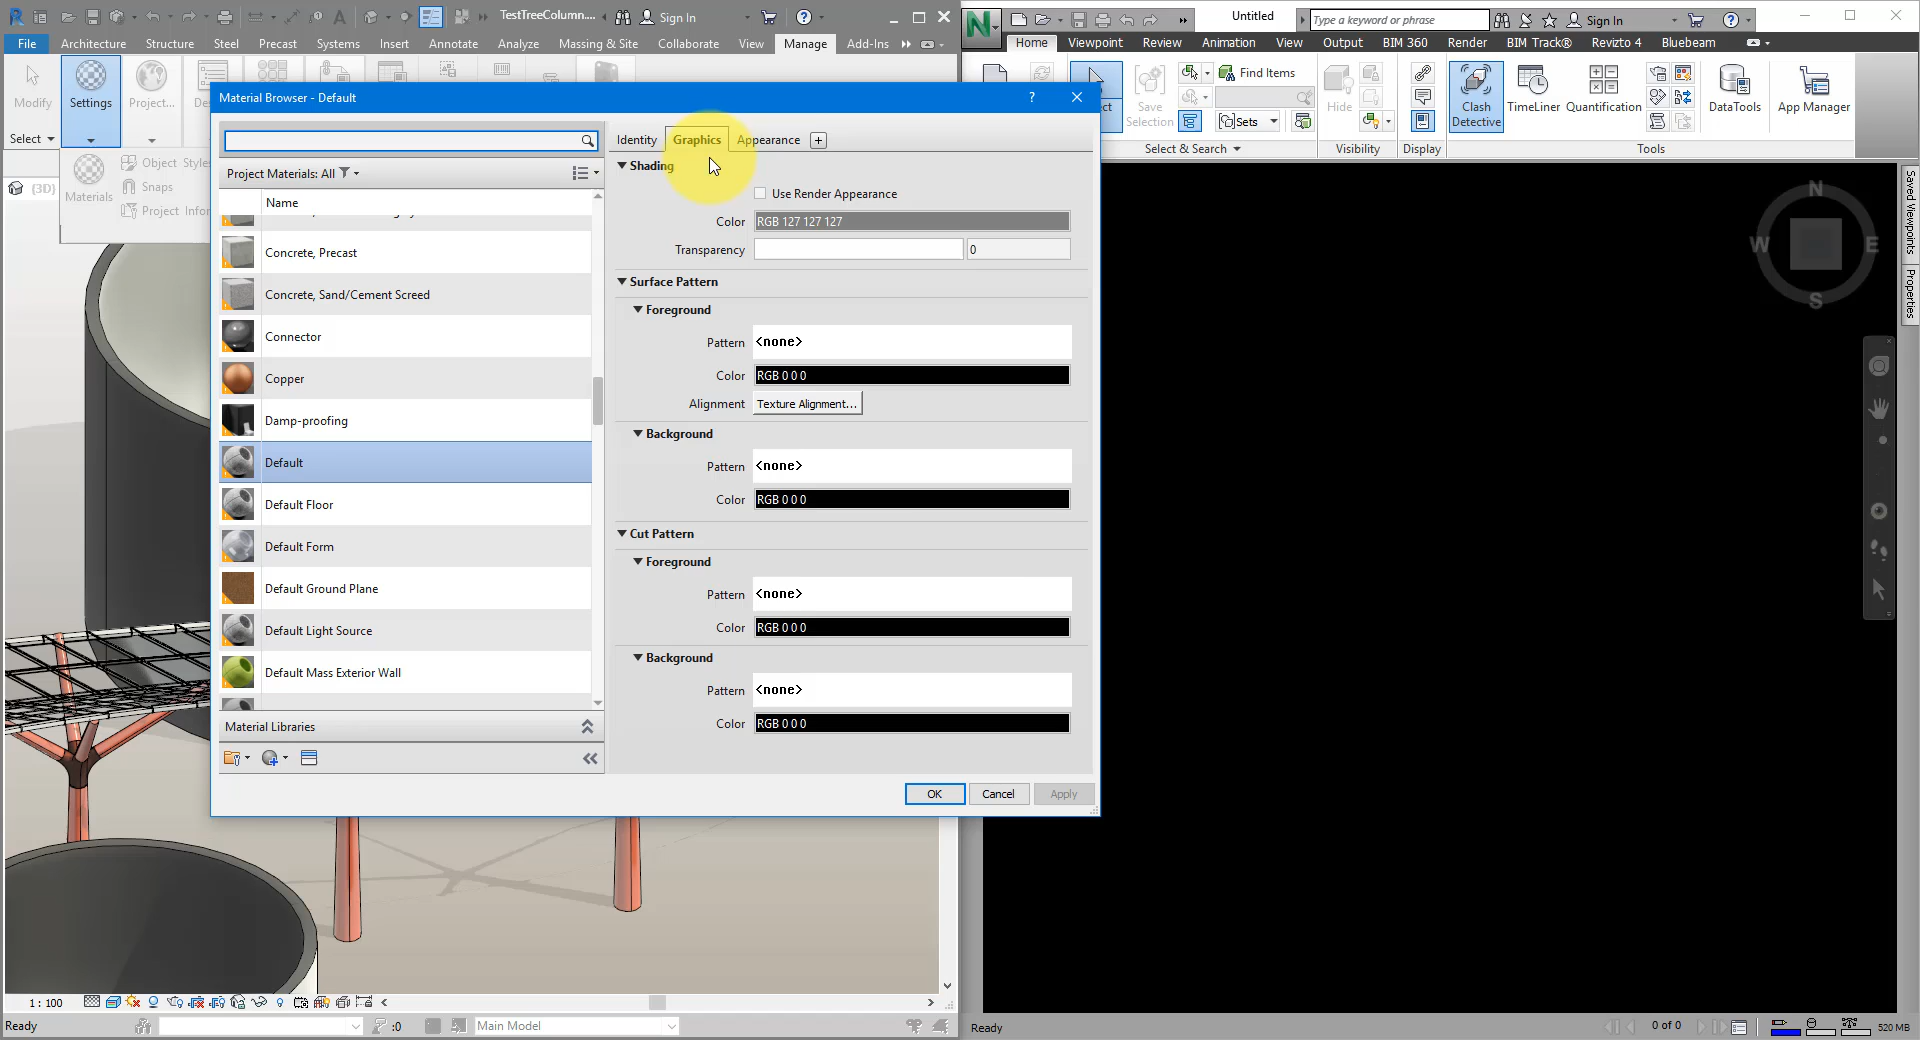 TestTreeColumn....
Sign In
File
Architecture
Structure
Steel
Precast
Systems
Insert
Annotate
Analyze
Massing & Site
Collaborate
View
Manage
Add-Ins
Modify
Settings
Project...
Select
Materials
Object Styles
Snaps
Project Infor
{3D}
Material Browser - Default
?
Project Materials: All
Name
Concrete, Precast
Concrete, Sand/Cement Screed
Connector
Copper
Damp-proofing
Default
Default Floor
Default Form
Default Ground Plane
Default Light Source
Default Mass Exterior Wall
Material Libraries
Identity
Graphics
Appearance
+
Shading
Use Render Appearance
Color
RGB 127 127 127
Transparency
0
Surface Pattern
Foreground
Pattern
<none>
Color
RGB 0 0 0
Alignment
Texture Alignment...
Background
Pattern
<none>
Color
RGB 0 0 0
Cut Pattern
Foreground
Pattern
<none>
Color
RGB 0 0 0
Background
Pattern
<none>
Color
RGB 0 0 0
OK
Cancel
Apply
1 : 100
Ready
:0
Main Model
Untitled
Type a keyword or phrase
Sign In
Home
Viewpoint
Review
Animation
View
Output
BIM 360
Render
BIM Track®
Revizto 4
Bluebeam
Save
Selection
Find Items
Sets
Select & Search
Hide
Visibility
Display
Clash
Detective
TimeLiner
Quantification
DataTools
App Manager
Tools
N
W
E
S
Saved Viewpoints
Properties
Ready
0 of 0
520 MB